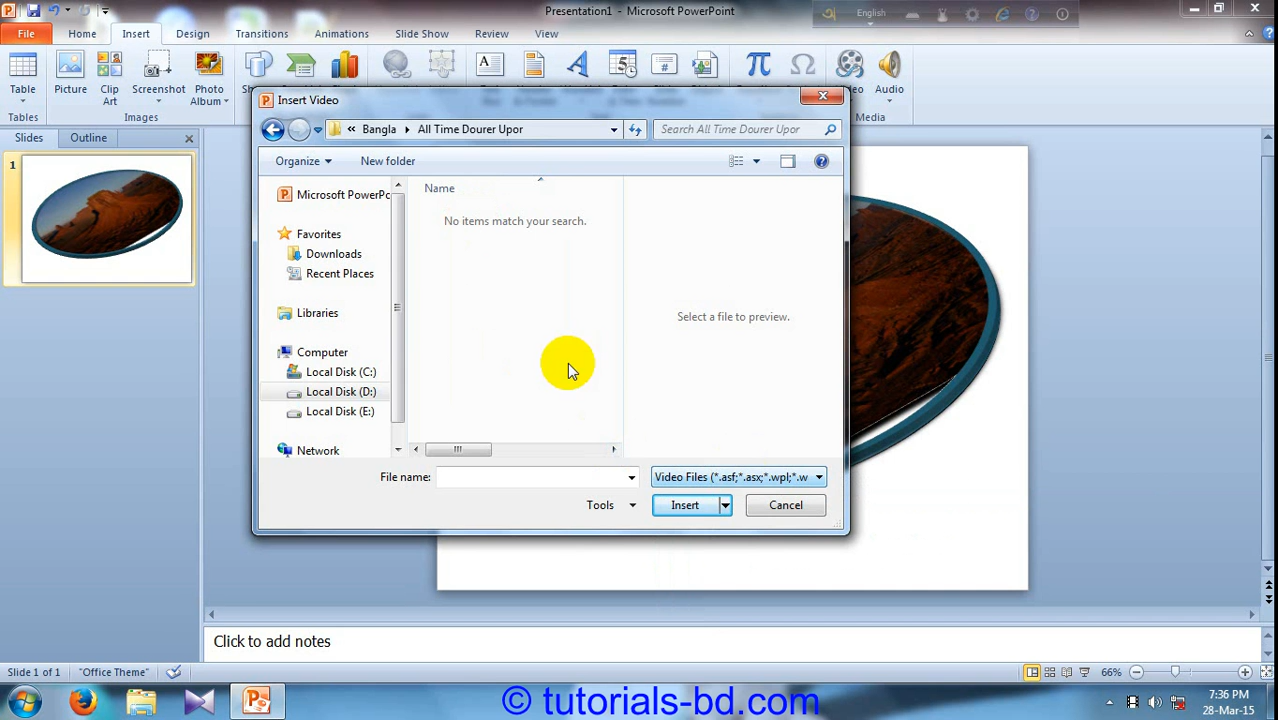 Presentation1 - Microsoft PowerPoint
English
File
Home
Insert
Design
Transitions
Animations
Slide Show
Review
View
Table
Picture
Clip
Art
Screenshot
Photo
Album
Audio
Tables
Images
Media
Insert Video
« Bangla ▸ All Time Dourer Upor
Search All Time Dourer Upor
Organize
New folder
Slides
Outline
1
Microsoft PowerPo
Favorites
Downloads
Recent Places
Libraries
Computer
Local Disk (C:)
Local Disk (D:)
Local Disk (E:)
Network
Name
No items match your search.
Select a file to preview.
File name:
Video Files (*.asf;*.asx;*.wpl;*.w
Tools
Insert
Cancel
Click to add notes
Slide 1 of 1
"Office Theme"
66%
© tutorials-bd.com
7:36 PM
28-Mar-15